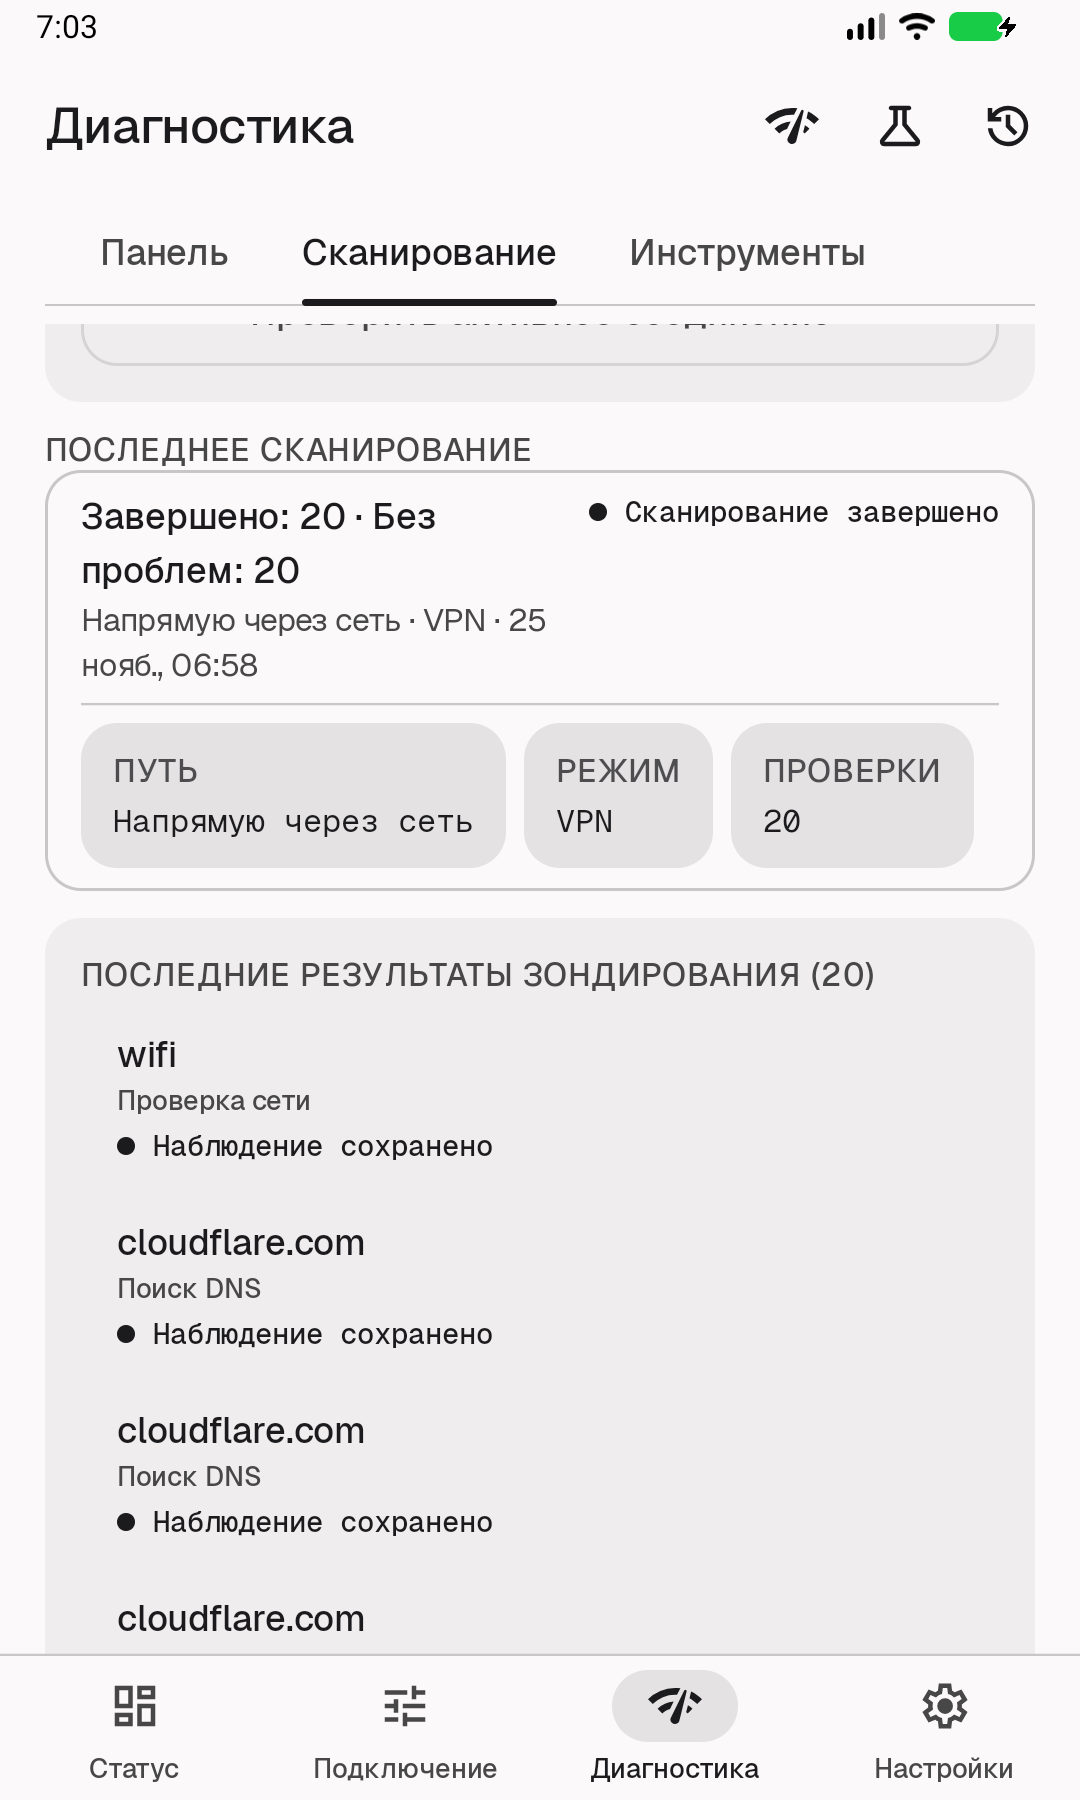 7:03
Диагностика
Панель
Сканирование
Инструменты
Проверить активное соединение
ПОСЛЕДНЕЕ СКАНИРОВАНИЕ
Завершено: 20 · Без
проблем: 20
Сканирование завершено
Напрямую через сеть · VPN · 25
нояб., 06:58
ПУТЬ
Напрямую через сеть
РЕЖИМ
VPN
ПРОВЕРКИ
20
ПОСЛЕДНИЕ РЕЗУЛЬТАТЫ ЗОНДИРОВАНИЯ (20)
wifi
Проверка сети
Наблюдение сохранено
cloudflare.com
Поиск DNS
Наблюдение сохранено
cloudflare.com
Поиск DNS
Наблюдение сохранено
cloudflare.com
Статус
Подключение
Диагностика
Настройки